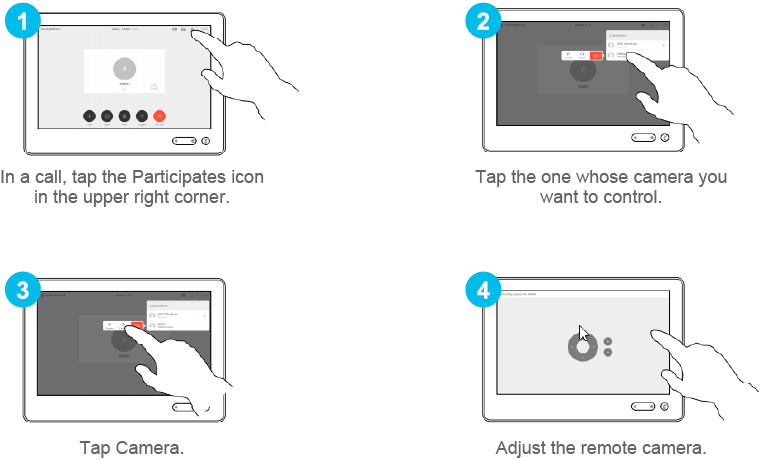 1
In a call, tap the Participates icon
in the upper right corner.
2
Tap the one whose camera you
want to control.
3
Tap Camera.
4
Adjust the remote camera.